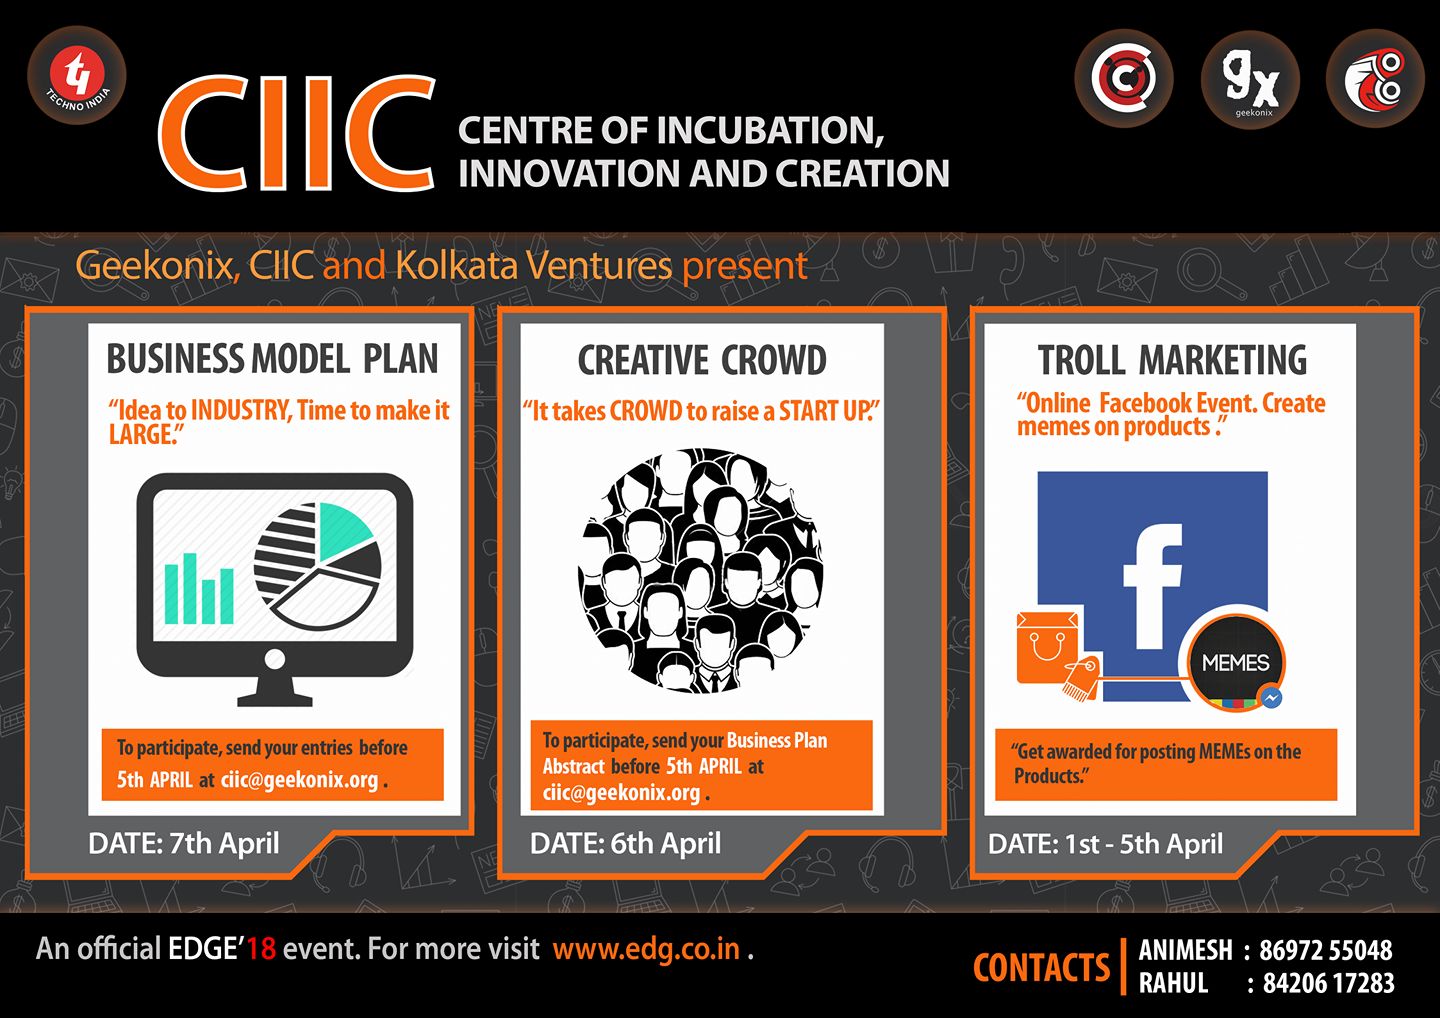 TECHNO INDIA
CIIC
CENTRE OF INCUBATION,
INNOVATION AND CREATION
gx
geekonix
Geekonix, CIIC and Kolkata Ventures present
BUSINESS MODEL PLAN
“Idea to INDUSTRY, Time to make it
LARGE.”
To participate, send your entries before
5th APRIL at ciic@geekonix.org .
DATE: 7th April
CREATIVE CROWD
“It takes CROWD to raise a START UP.”
To participate, send your Business Plan
Abstract before 5th APRIL at
ciic@geekonix.org .
DATE: 6th April
TROLL MARKETING
“Online Facebook Event. Create
memes on products .”
f
MEMES
“Get awarded for posting MEMEs on the
Products.”
DATE: 1st - 5th April
An official EDGE’18 event. For more visit www.edg.co.in .
CONTACTS
ANIMESH : 86972 55048
RAHUL : 84206 17283